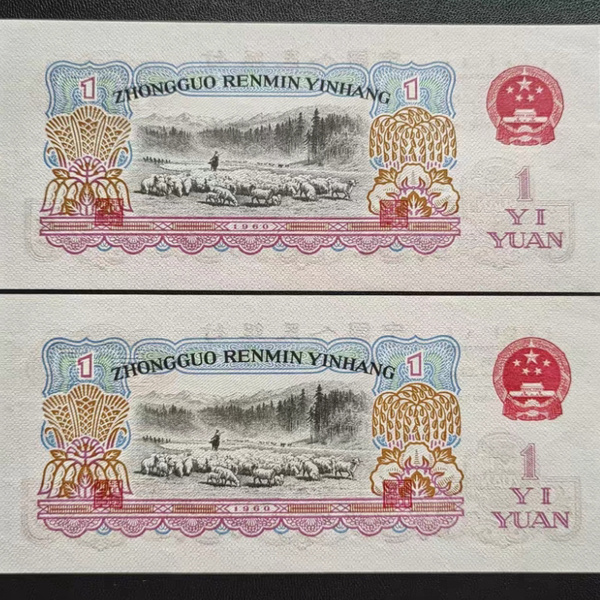 1 ZHONGGUO RENMIN YINHANG 1
1960
1
YI
YUAN
1 ZHONGGUO RENMIN YINHANG 1
1960
1
YI
YUAN